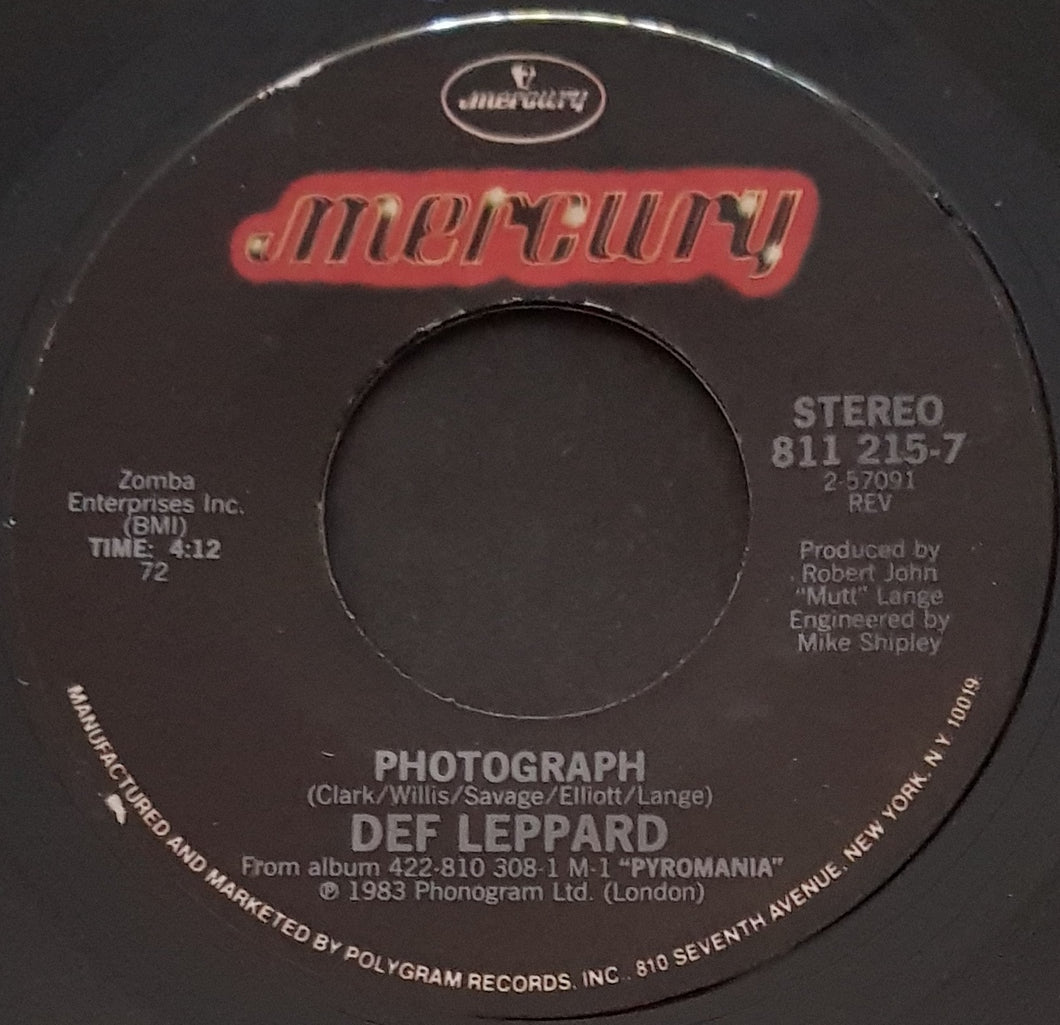 mercury
mercury
STEREO
811 215-7
2-57091
REV
Zomba
Enterprises Inc.
(BMI)
TIME: 4:12
72
Produced by
Robert John
"Mutt" Lange
Engineered by
Mike Shipley
PHOTOGRAPH
(Clark/Willis/Savage/Elliott/Lange)
DEF LEPPARD
From album 422-810 308-1 M-1 "PYROMANIA"
℗ 1983 Phonogram Ltd. (London)
MANUFACTURED AND MARKETED BY POLYGRAM RECORDS, INC.. 810 SEVENTH AVENUE, NEW YORK. N.Y. 10019.